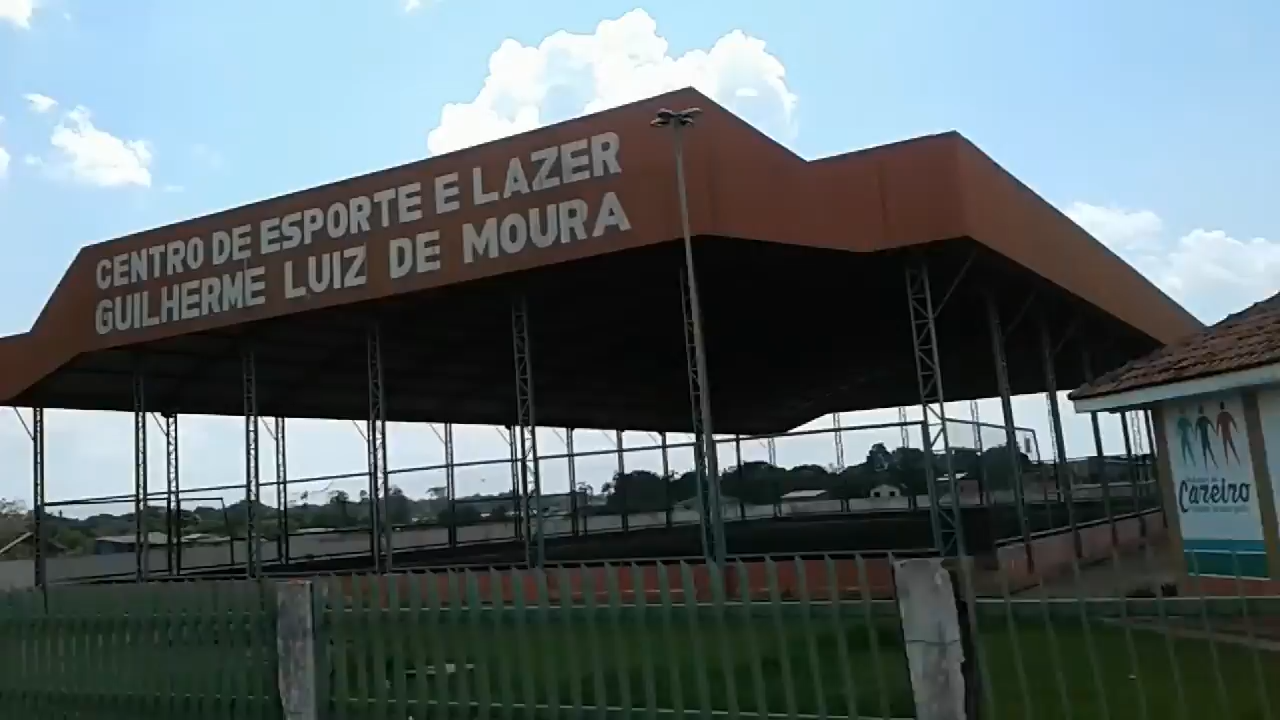 CENTRO DE ESPORTE E LAZER
GUILHERME LUIZ DE MOURA
Careiro